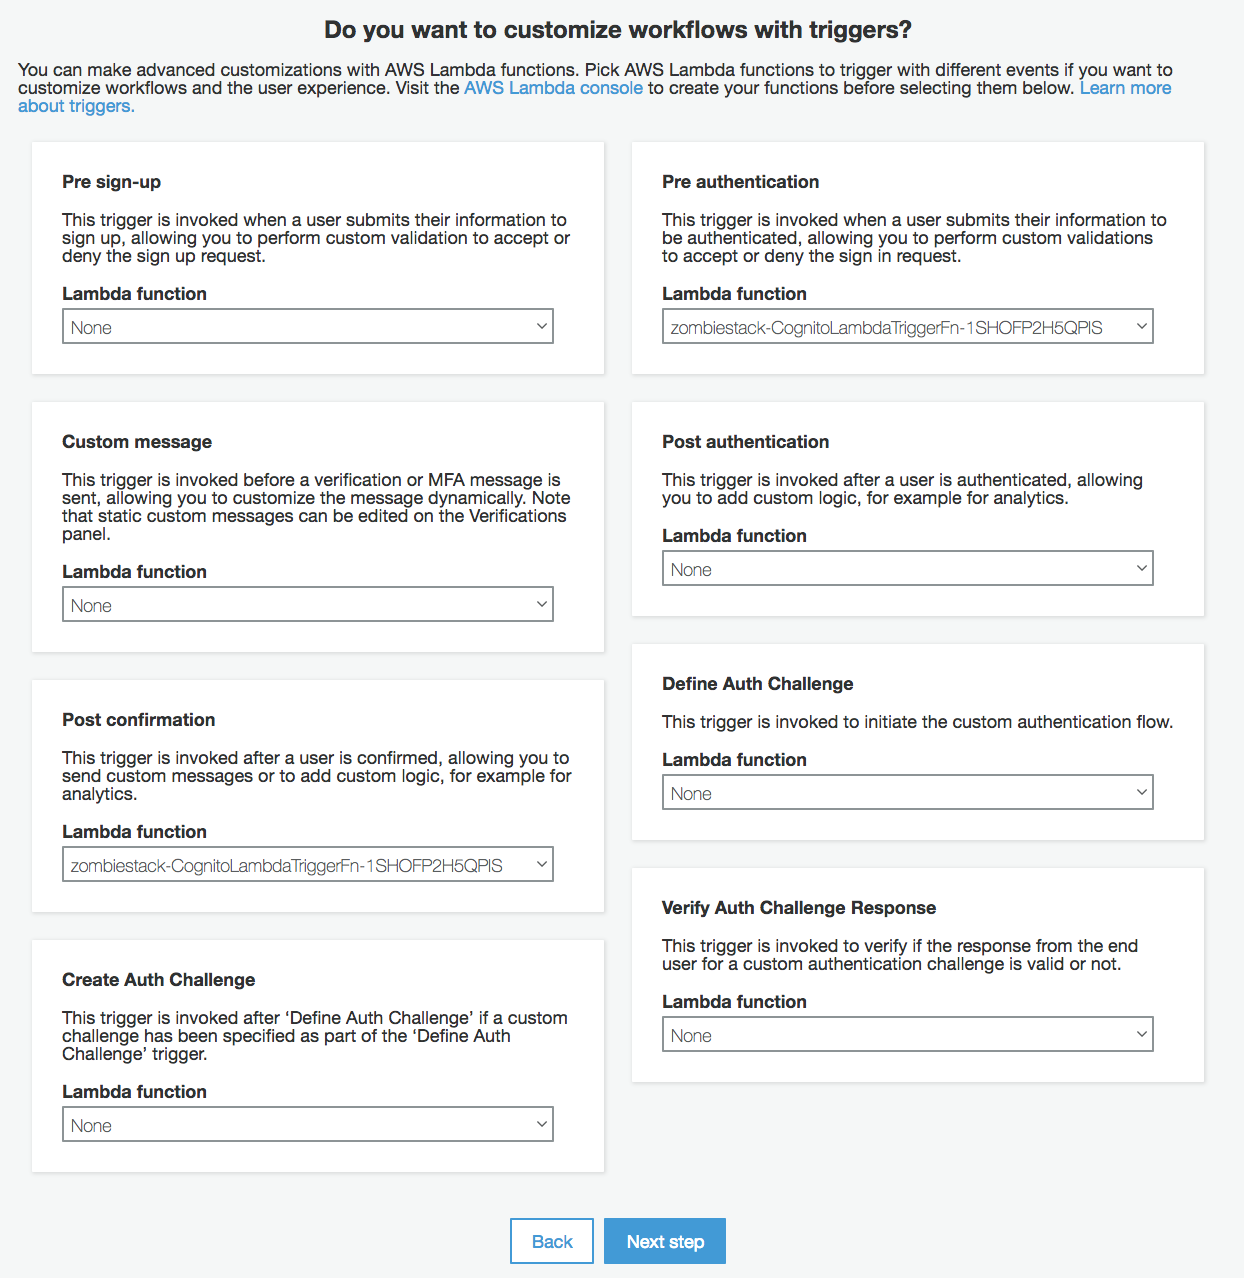 Do you want to customize workflows with triggers?
You can make advanced customizations with AWS Lambda functions. Pick AWS Lambda functions to trigger with different events if you want to
customize workflows and the user experience. Visit the AWS Lambda console to create your functions before selecting them below. Learn more
about triggers.
Pre sign-up
This trigger is invoked when a user submits their information to
sign up, allowing you to perform custom validation to accept or
deny the sign up request.
Lambda function
None
Custom message
This trigger is invoked before a verification or MFA message is
sent, allowing you to customize the message dynamically. Note
that static custom messages can be edited on the Verifications
panel.
Lambda function
None
Post confirmation
This trigger is invoked after a user is confirmed, allowing you to
send custom messages or to add custom logic, for example for
analytics.
Lambda function
zombiestack-CognitoLambdaTriggerFn-1SHOFP2H5QPIS
Create Auth Challenge
This trigger is invoked after ‘Define Auth Challenge’ if a custom
challenge has been specified as part of the ‘Define Auth
Challenge’ trigger.
Lambda function
None
Pre authentication
This trigger is invoked when a user submits their information to
be authenticated, allowing you to perform custom validations
to accept or deny the sign in request.
Lambda function
zombiestack-CognitoLambdaTriggerFn-1SHOFP2H5QPIS
Post authentication
This trigger is invoked after a user is authenticated, allowing
you to add custom logic, for example for analytics.
Lambda function
None
Define Auth Challenge
This trigger is invoked to initiate the custom authentication flow.
Lambda function
None
Verify Auth Challenge Response
This trigger is invoked to verify if the response from the end
user for a custom authentication challenge is valid or not.
Lambda function
None
Back
Next step